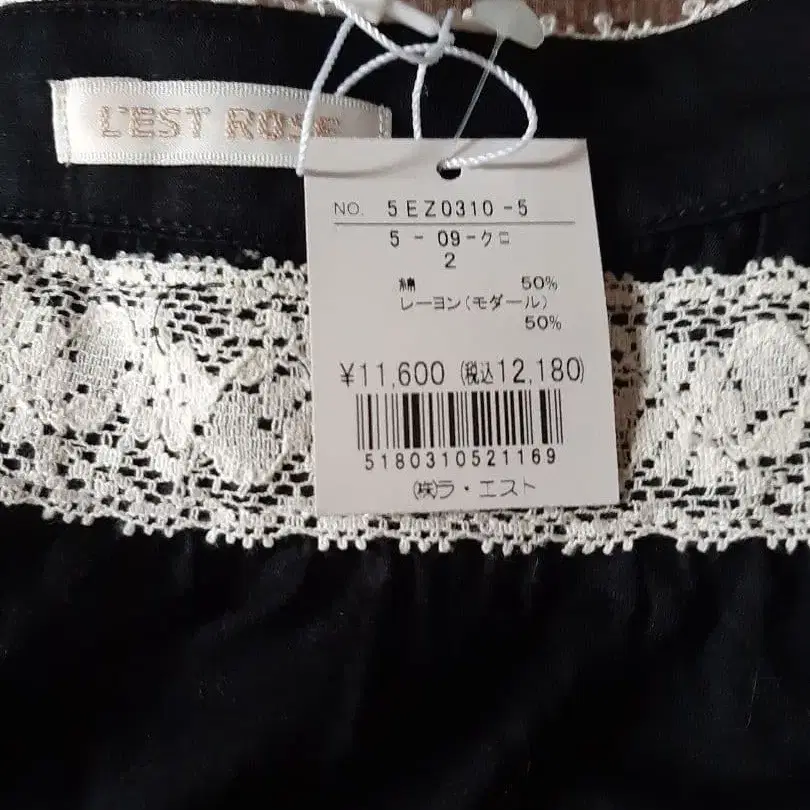 L'EST ROSE
NO. 5EZ0310-5
5-09-クロ
2
綿 50%
レーヨン(モダール)
50%
¥11,600 (税込12,180)
5180310521169
(株)ラ・エスト